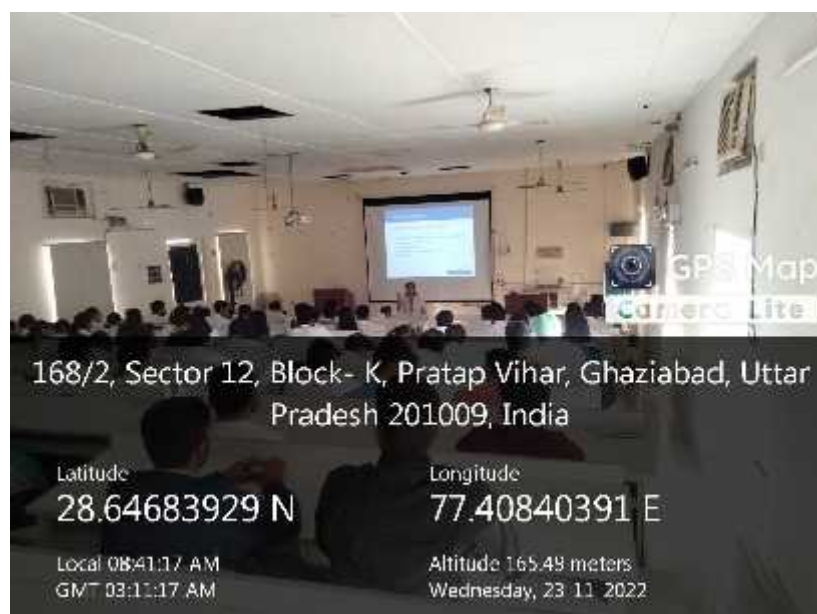 GPS Map
Camera Lite
168/2, Sector 12, Block- K, Pratap Vihar, Ghaziabad, Uttar
Pradesh 201009, India
Latitude
28.64683929 N
Longitude
77.40840391 E
Local 08:41:17 AM
GMT 03:11:17 AM
Altitude 165.49 meters
Wednesday, 23 11 2022